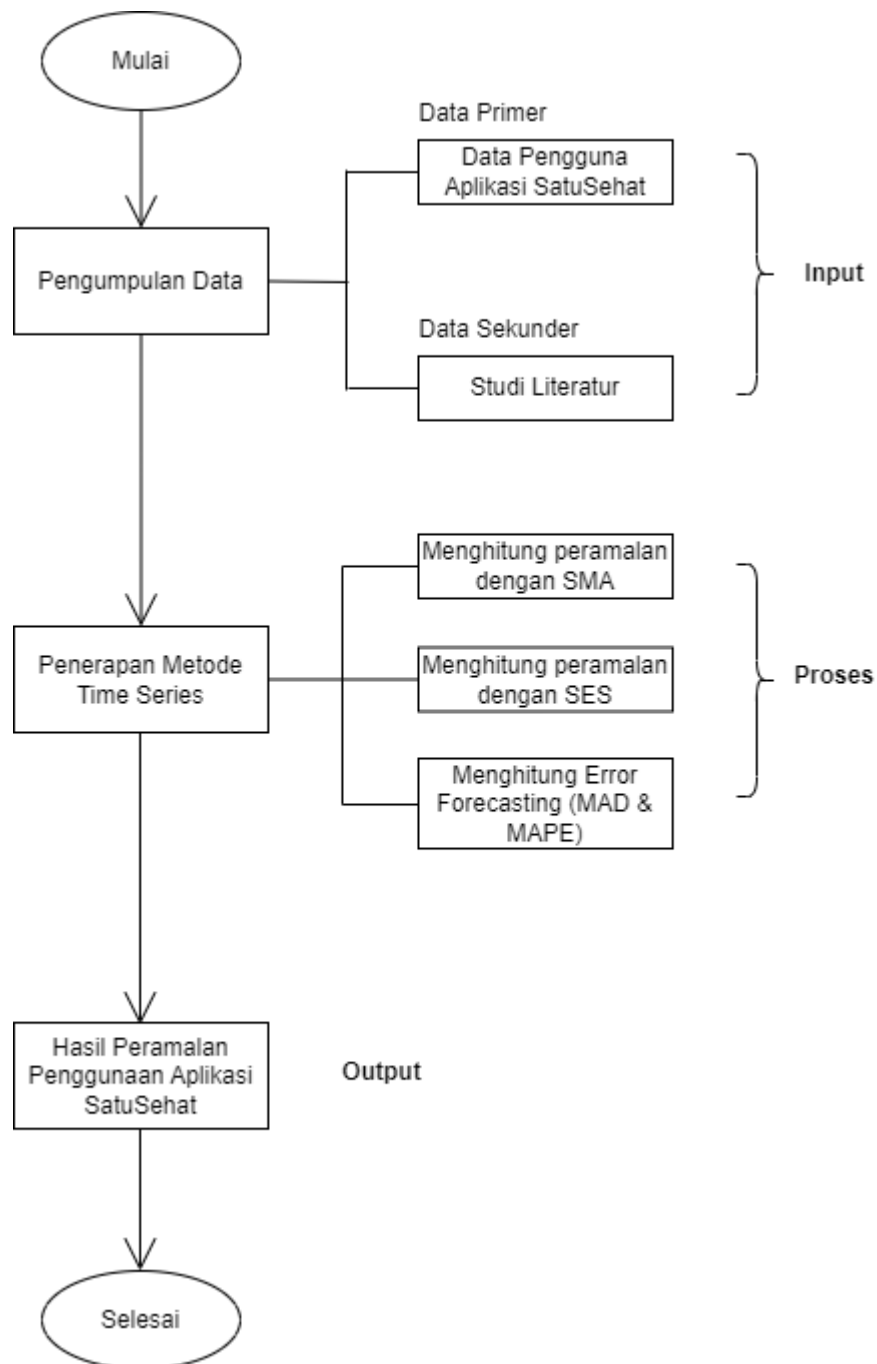 Mulai
Data Primer
Data Pengguna
Aplikasi SatuSehat
Pengumpulan Data
Input
Data Sekunder
Studi Literatur
Menghitung peramalan
dengan SMA
Penerapan Metode
Time Series
Menghitung peramalan
dengan SES
Proses
Menghitung Error
Forecasting (MAD &
MAPE)
Hasil Peramalan
Penggunaan Aplikasi
SatuSehat
Output
Selesai